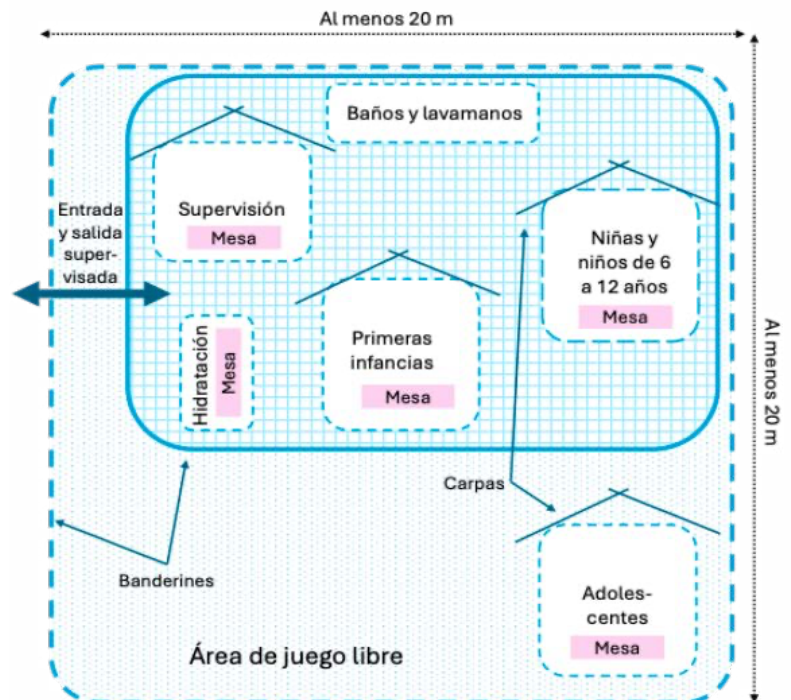 Al menos 20 m
Baños y lavamanos
Entrada
y salida
super-
visada
Supervisión
Mesa
Niñas y
niños de 6
a 12 años
Mesa
Hidratación
Mesa
Primeras
infancias
Mesa
Al menos 20 m
Carpas
Banderines
Adoles-
centes
Mesa
Área de juego libre